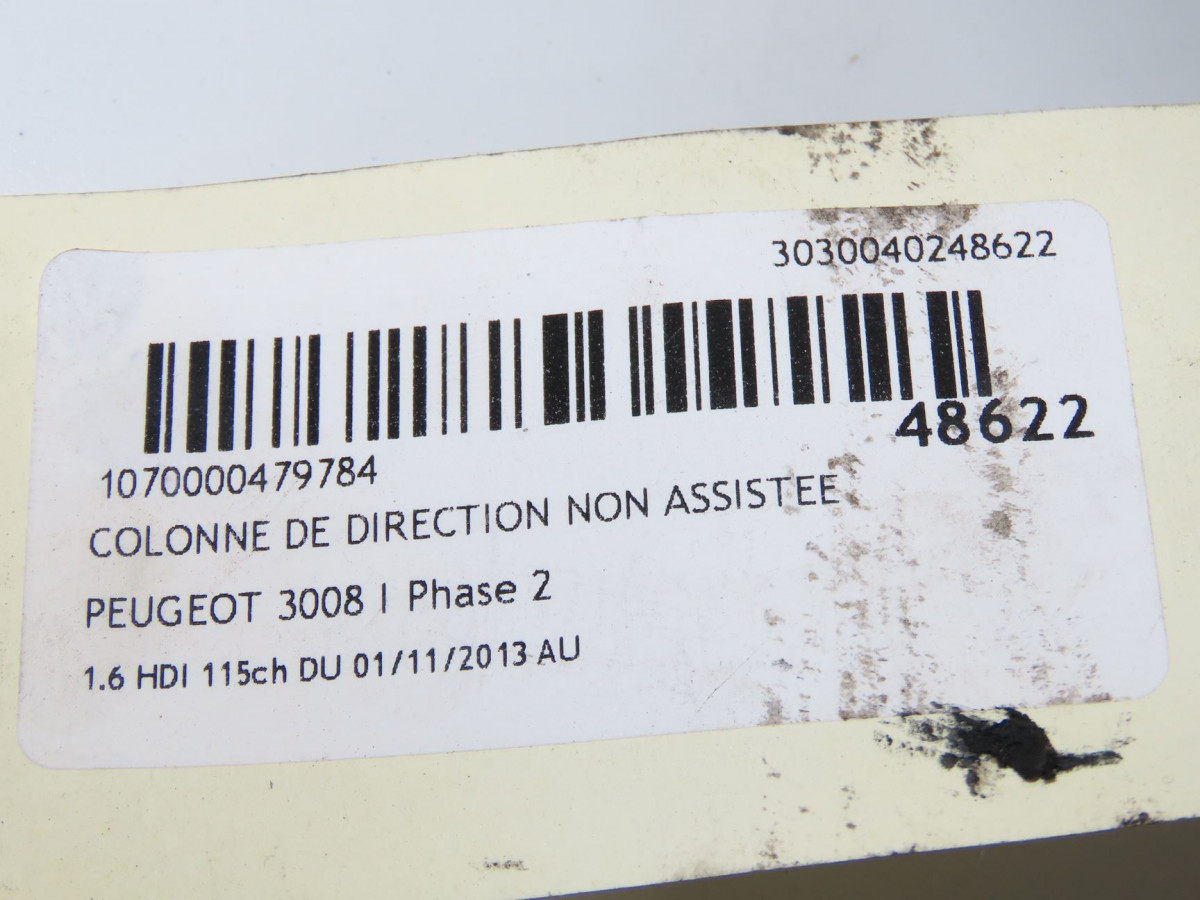 3030040248622
48622
1070000479784
COLONNE DE DIRECTION NON ASSISTEE
PEUGEOT 3008 I Phase 2
1.6 HDI 115ch DU 01/11/2013 AU